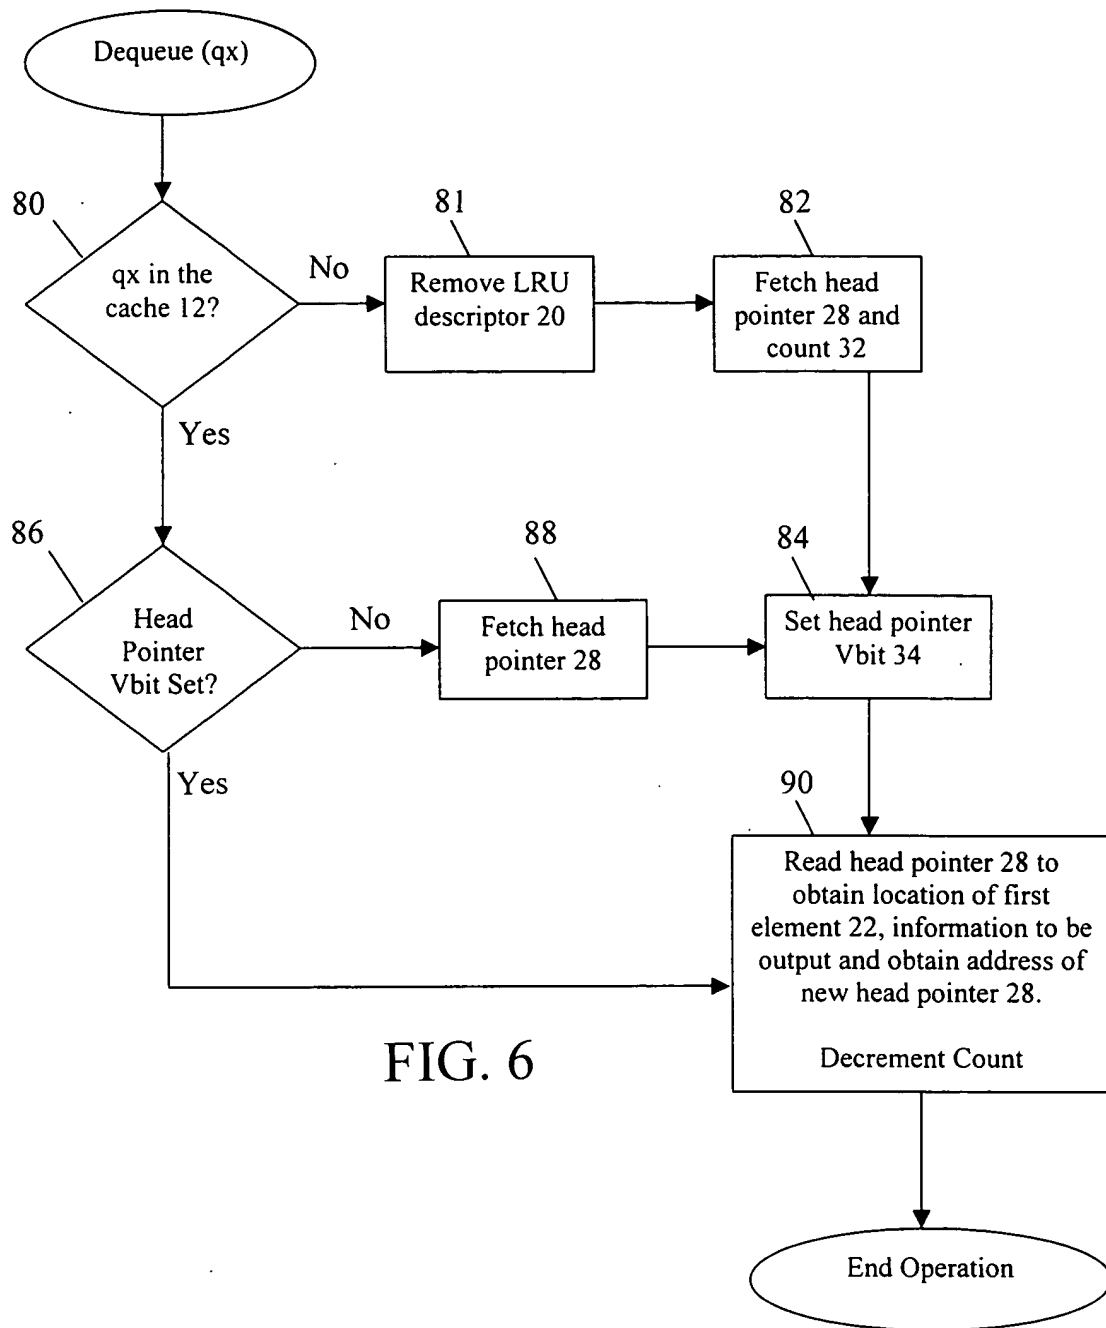 Dequeue (qx)
80
81
82
qx in the
cache 12?
No
Remove LRU
descriptor 20
Fetch head
pointer 28 and
count 32
Yes
86
88
84
Head
Pointer
Vbit Set?
No
Fetch head
pointer 28
Set head pointer
Vbit 34
Yes
90
Read head pointer 28 to
obtain location of first
element 22, information to be
output and obtain address of
new head pointer 28.
Decrement Count
FIG. 6
End Operation